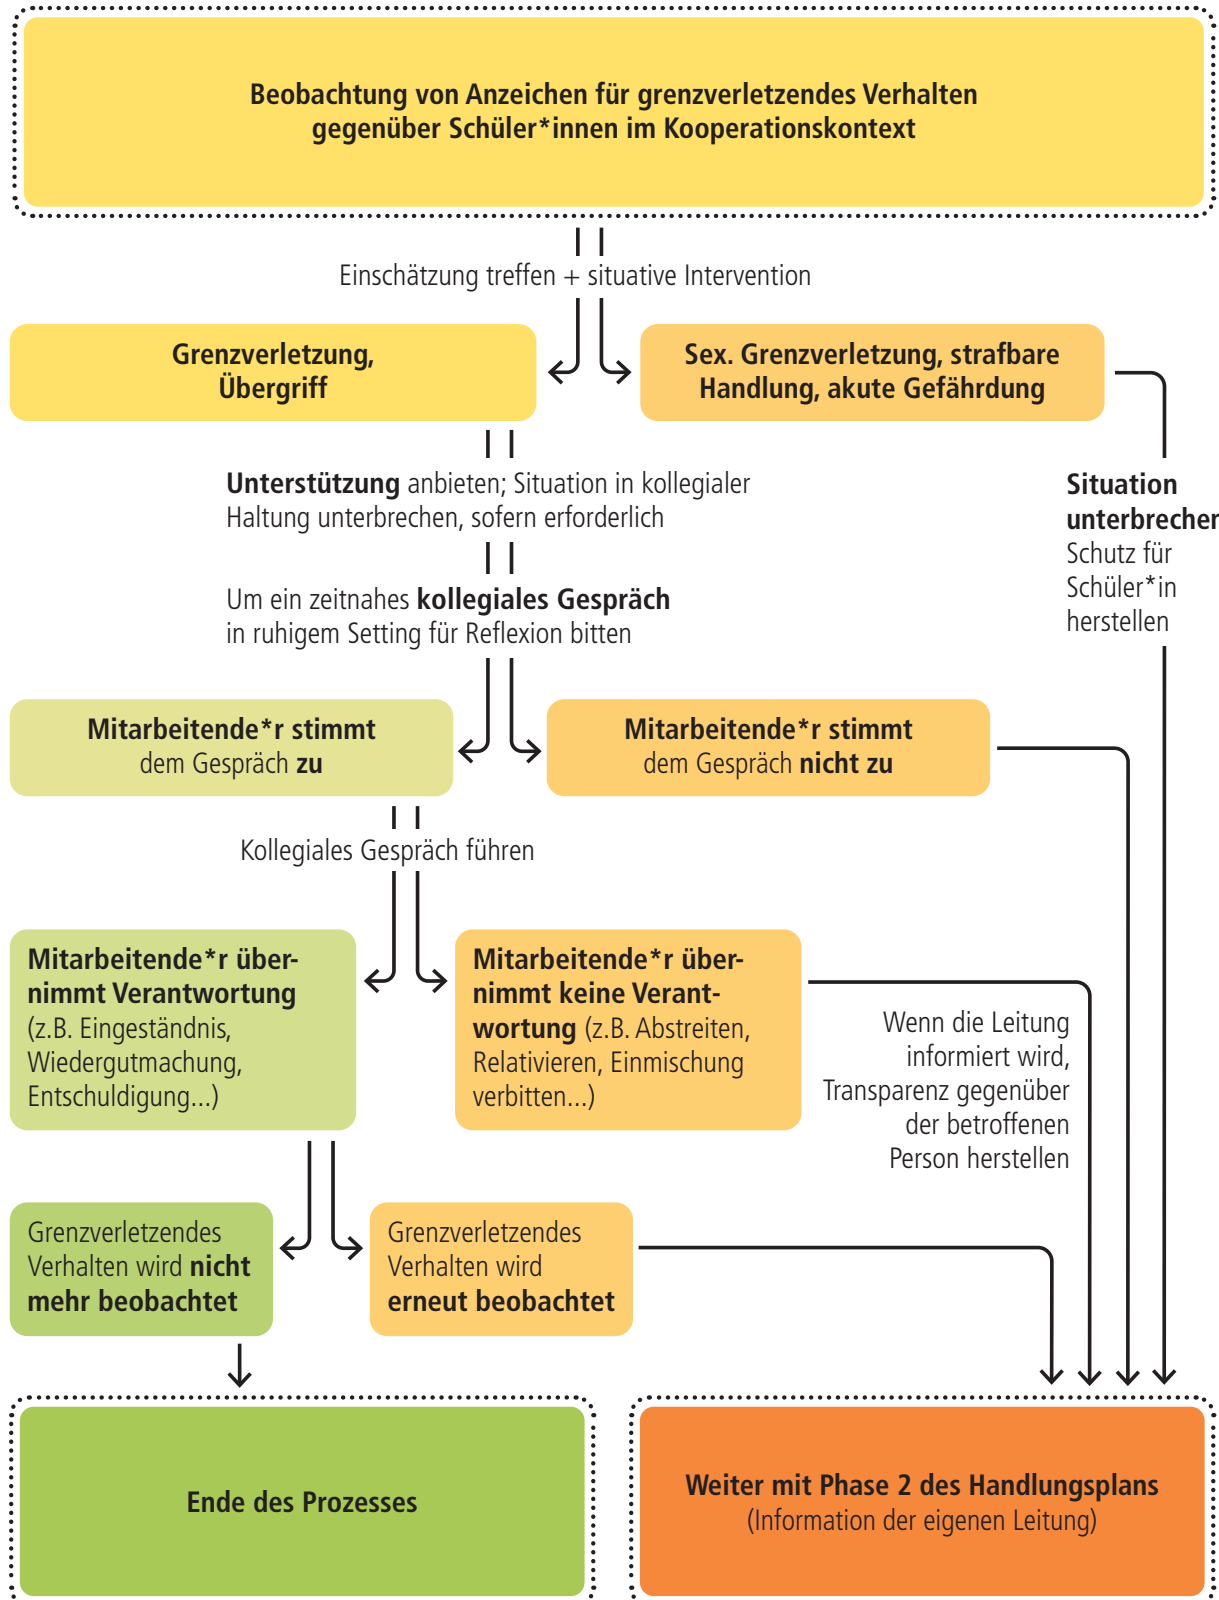 Beobachtung von Anzeichen für grenzverletzendes Verhalten
gegenüber Schüler*innen im Kooperationskontext
Einschätzung treffen + situative Intervention
Grenzverletzung,
Übergriff
Sex. Grenzverletzung, strafbare
Handlung, akute Gefährdung
Unterstützung anbieten; Situation in kollegialer
Haltung unterbrechen, sofern erforderlich
Situation
unterbrechen
Schutz für
Schüler*in
herstellen
Um ein zeitnahes kollegiales Gespräch
in ruhigem Setting für Reflexion bitten
Mitarbeitende*r stimmt
dem Gespräch zu
Mitarbeitende*r stimmt
dem Gespräch nicht zu
Kollegiales Gespräch führen
Mitarbeitende*r über-
nimmt Verantwortung
(z.B. Eingeständnis,
Wiedergutmachung,
Entschuldigung...)
Mitarbeitende*r über-
nimmt keine Verant-
wortung (z.B. Abstreiten,
Relativieren, Einmischung
verbitten...)
Wenn die Leitung
informiert wird,
Transparenz gegenüber
der betroffenen
Person herstellen
Grenzverletzendes
Verhalten wird nicht
mehr beobachtet
Grenzverletzendes
Verhalten wird
erneut beobachtet
Ende des Prozesses
Weiter mit Phase 2 des Handlungsplans
(Information der eigenen Leitung)